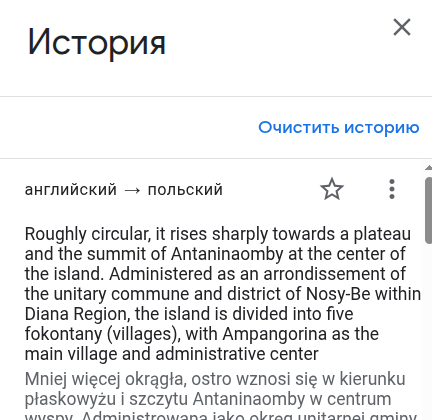 История
Очистить историю
английский → польский
Roughly circular, it rises sharply towards a plateau
and the summit of Antaninaomby at the center of
the island. Administered as an arrondissement of
the unitary commune and district of Nosy-Be within
Diana Region, the island is divided into five
fokontany (villages), with Ampangorina as the
main village and administrative center
Mniej więcej okrągła, ostro wznosi się w kierunku
płaskowyżu i szczytu Antaninaomby w centrum
wyspy. Administrowana jako okręg unitarnej gminy